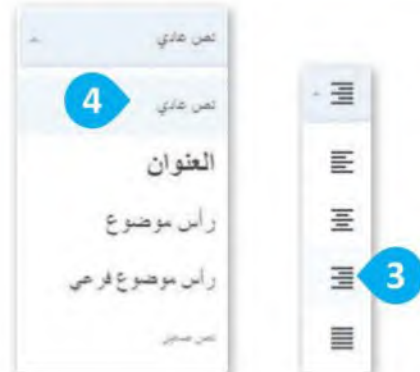 نص عادي
4
نص عادي
العنوان
رأس موضوع
رأس موضوع فرعي
نص صغير
3